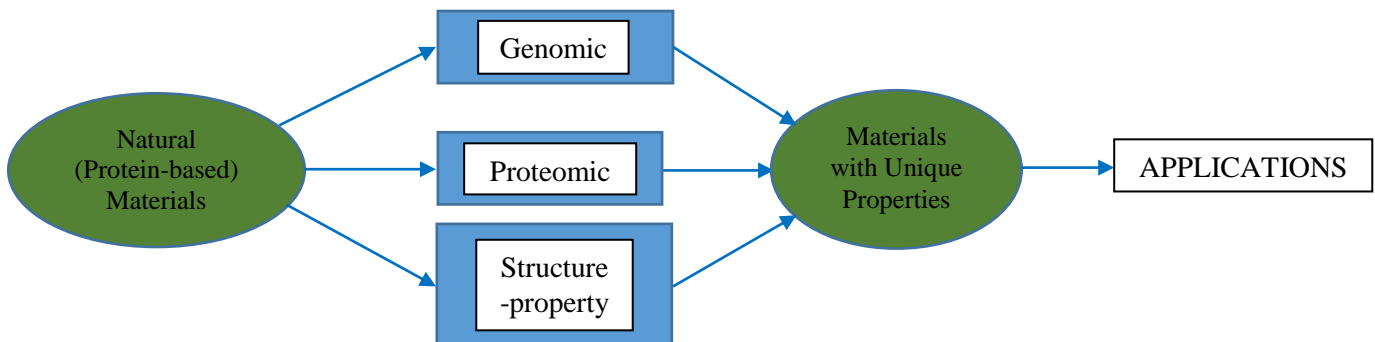 Natural
(Protein-based)
Materials
Genomic
Proteomic
Structure
-property
Materials
with Unique
Properties
APPLICATIONS